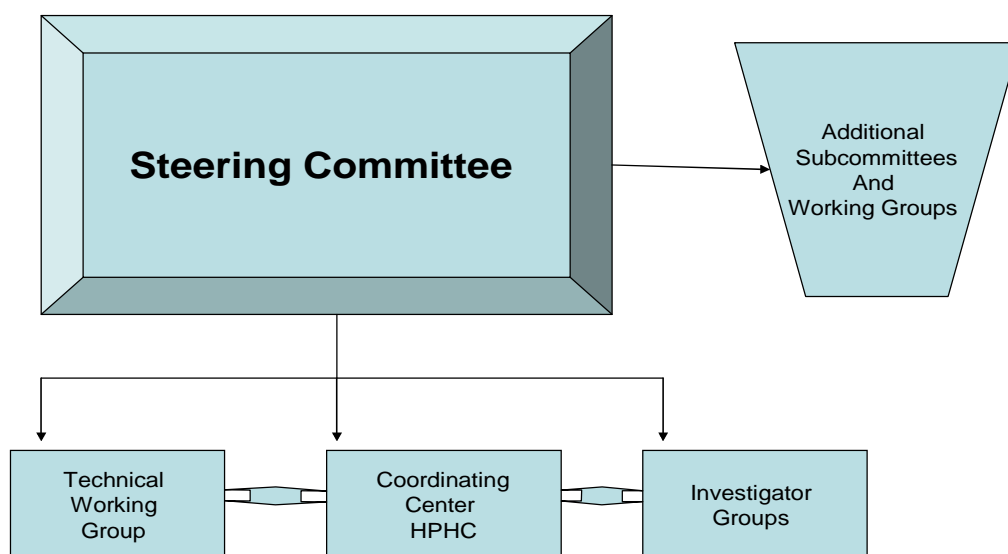 Steering Committee
Additional
Subcommittees
And
Working Groups
Technical
Working
Group
Coordinating
Center
HPHC
Investigator
Groups